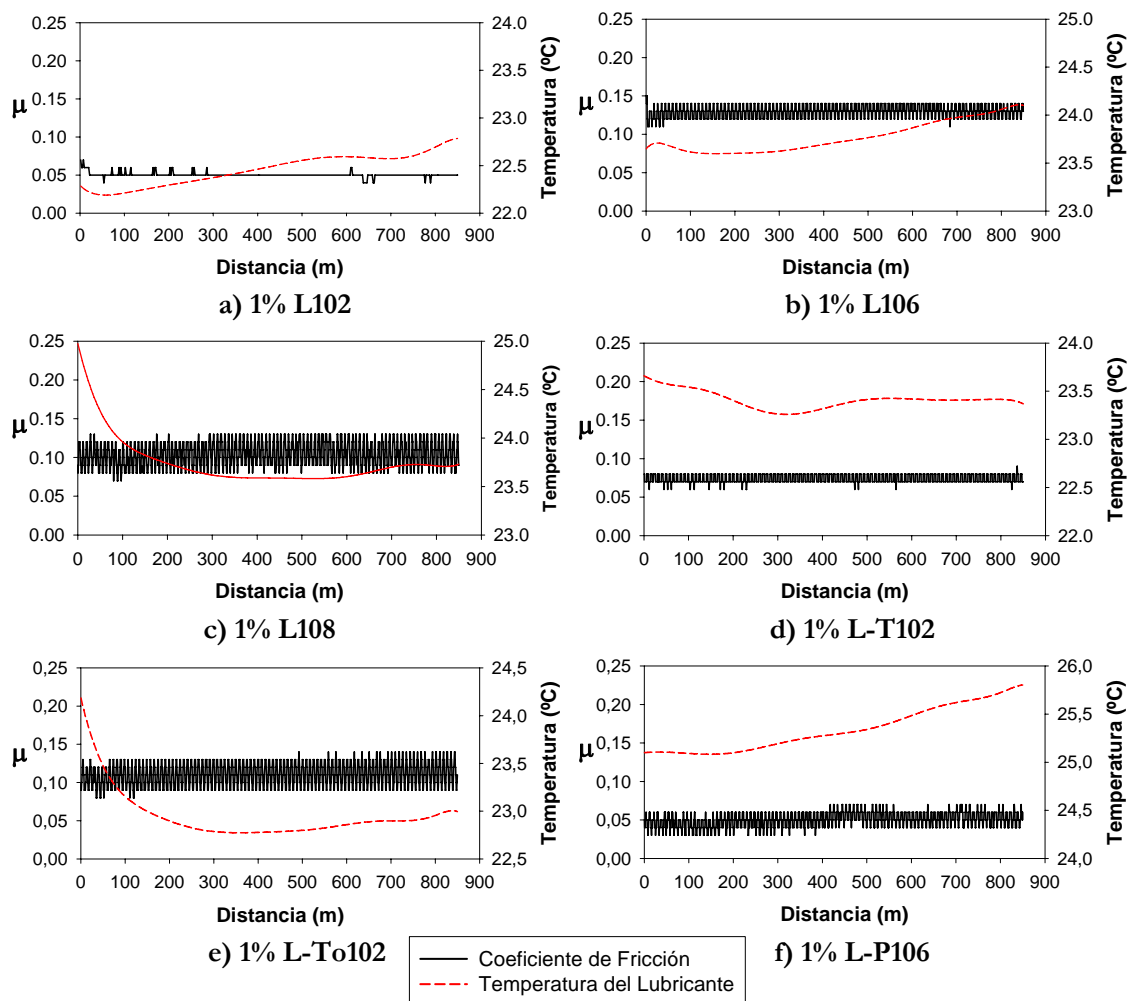 0.25
0.20
0.15
0.10
0.05
0.00
μ
24.0
23.5
23.0
22.5
22.0
Temperatura (ºC)
0 100 200 300 400 500 600 700 800 900
Distancia (m)
a) 1% L102
0.25
0.20
0.15
0.10
0.05
0.00
μ
25.0
24.5
24.0
23.5
23.0
Temperatura (ºC)
0 100 200 300 400 500 600 700 800 900
Distancia (m)
b) 1% L106
0.25
0.20
0.15
0.10
0.05
0.00
μ
25.0
24.5
24.0
23.5
23.0
Temperatura (ºC)
0 100 200 300 400 500 600 700 800 900
Distancia (m)
c) 1% L108
0.25
0.20
0.15
0.10
0.05
0.00
μ
24.0
23.5
23.0
22.5
22.0
Temperatura (ºC)
0 100 200 300 400 500 600 700 800 900
Distancia (m)
d) 1% L-T102
0,25
0,20
0,15
0,10
0,05
0,00
μ
24,5
24,0
23,5
23,0
22,5
Temperatura (ºC)
0 100 200 300 400 500 600 700 800 900
Distancia (m)
e) 1% L-To102
0,25
0,20
0,15
0,10
0,05
0,00
μ
26,0
25,5
25,0
24,5
24,0
Temperatura (ºC)
0 100 200 300 400 500 600 700 800 900
Distancia (m)
f) 1% L-P106
Coeficiente de Fricción
Temperatura del Lubricante